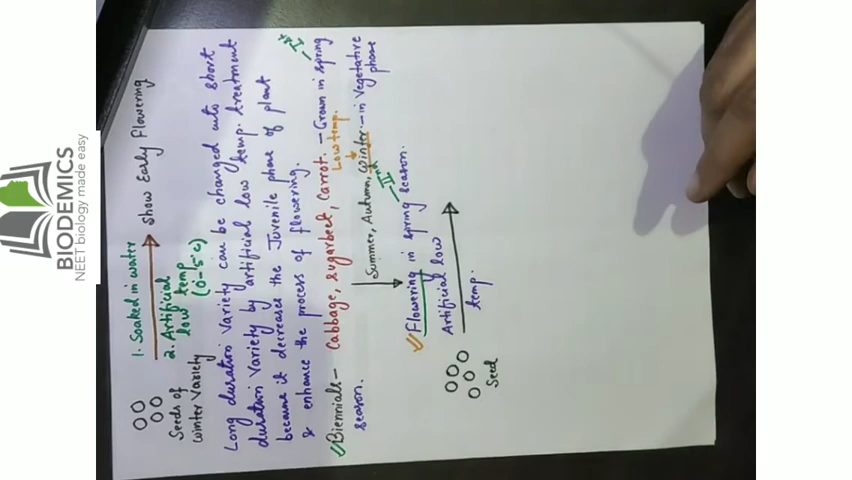 BIODEMICS
NEET biology made easy
1. Soaked in water
Show Early Flowering
2. Artificial
low temp
(0-5°C)
Seeds of
winter Variety
Long duration Variety can be changed into short
duration Variety by artificial low temp. treatment
because it decreases the Juvenile phase of plant
& enhance the process of flowering.
Biennials- Cabbage, sugarbeet, Carrot. - Grown in spring
season.
Low temp.
Summer, Autumn, winter. - in Vegetative
phase
Flowering in spring season.
Artificial low
temp.
Seed